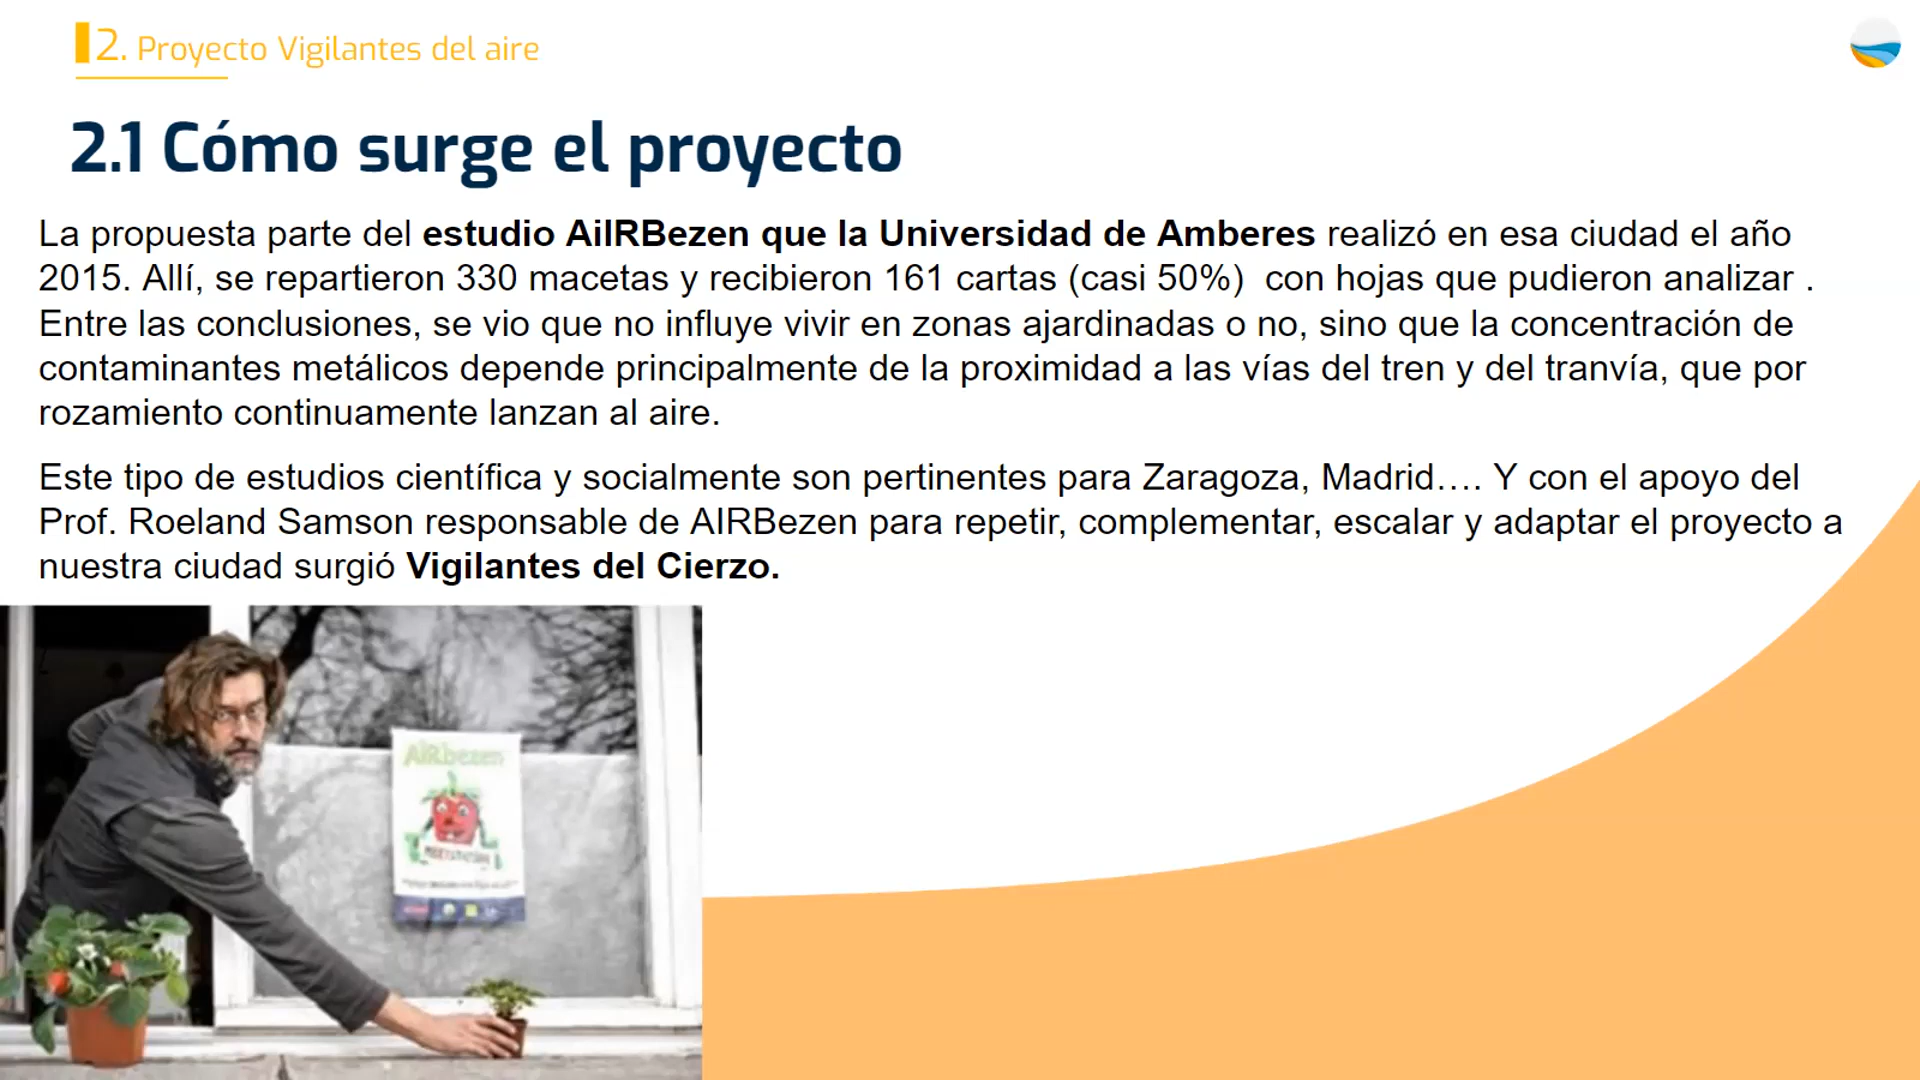 2. Proyecto Vigilantes del aire
2.1 Cómo surge el proyecto
La propuesta parte del estudio AiIRBezen que la Universidad de Amberes realizó en esa ciudad el año
2015. Allí, se repartieron 330 macetas y recibieron 161 cartas (casi 50%)  con hojas que pudieron analizar .
Entre las conclusiones, se vio que no influye vivir en zonas ajardinadas o no, sino que la concentración de
contaminantes metálicos depende principalmente de la proximidad a las vías del tren y del tranvía, que por
rozamiento continuamente lanzan al aire.
Este tipo de estudios científica y socialmente son pertinentes para Zaragoza, Madrid…. Y con el apoyo del
Prof. Roeland Samson responsable de AIRBezen para repetir, complementar, escalar y adaptar el proyecto a
nuestra ciudad surgió Vigilantes del Cierzo.
AIRbezen